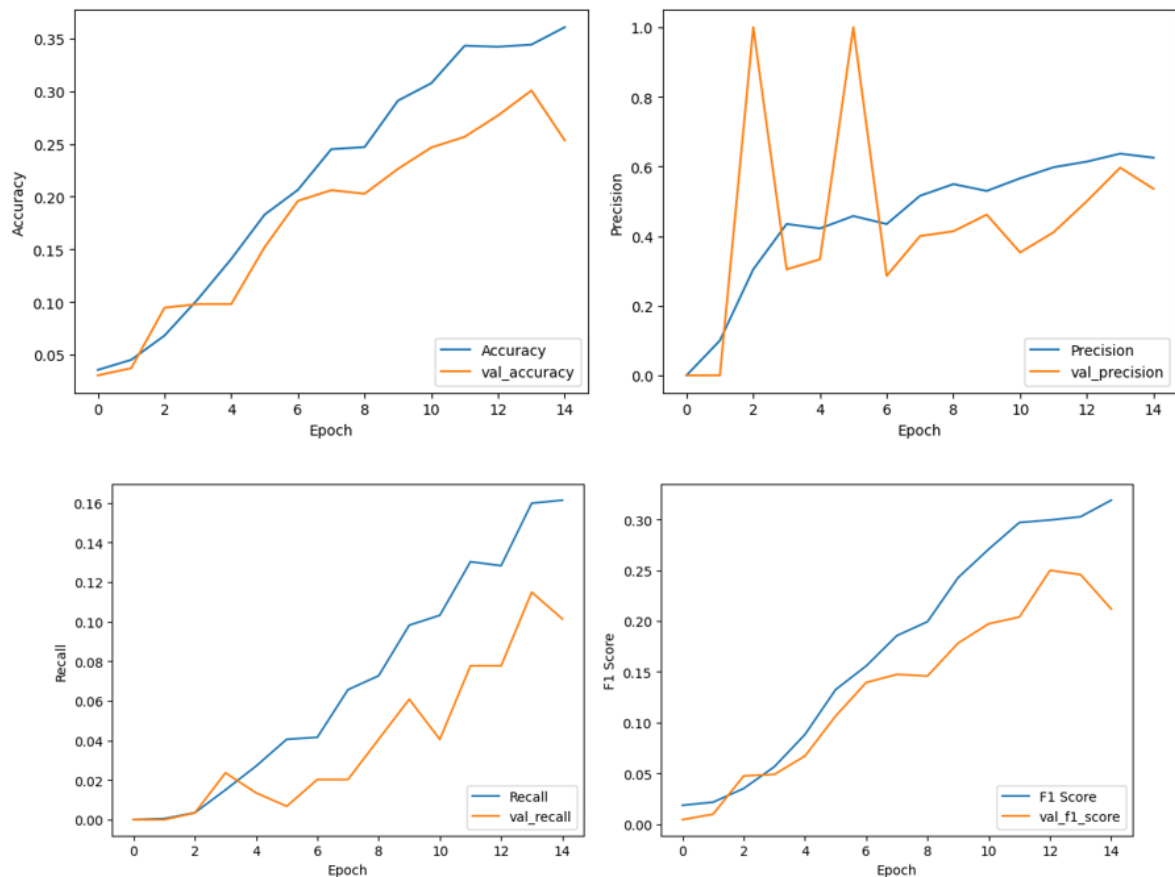 Accuracy
0.35
0.30
0.25
0.20
0.15
0.10
0.05
0 2 4 6 8 10 12 14
Epoch
Accuracy
val_accuracy
Precision
1.0
0.8
0.6
0.4
0.2
0.0
0 2 4 6 8 10 12 14
Epoch
Precision
val_precision
Recall
0.16
0.14
0.12
0.10
0.08
0.06
0.04
0.02
0.00
0 2 4 6 8 10 12 14
Epoch
Recall
val_recall
F1 Score
0.30
0.25
0.20
0.15
0.10
0.05
0.00
0 2 4 6 8 10 12 14
Epoch
F1 Score
val_f1_score